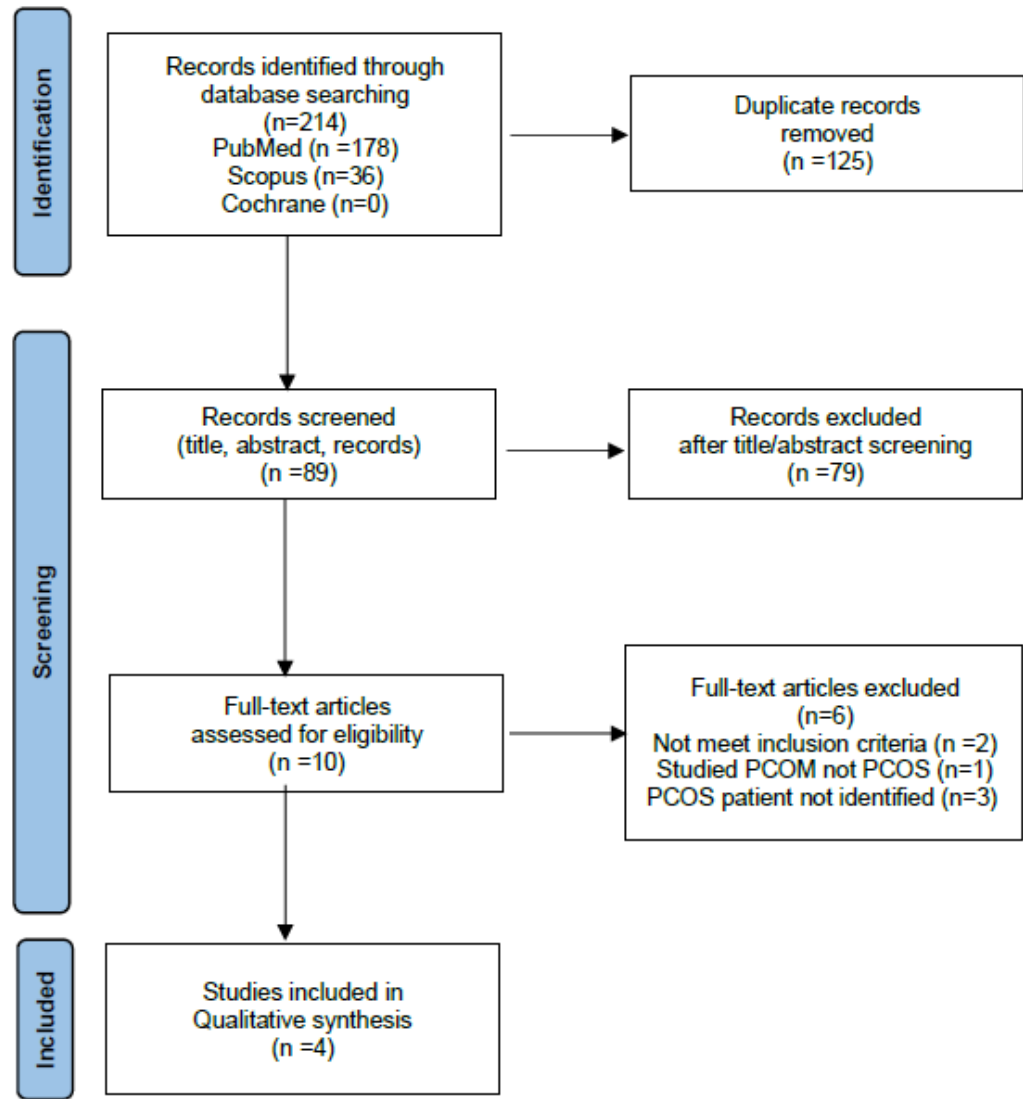 Identification
Records identified through
database searching
(n=214)
PubMed (n =178)
Scopus (n=36)
Cochrane (n=0)
Duplicate records
removed
(n =125)
Screening
Records screened
(title, abstract, records)
(n =89)
Records excluded
after title/abstract screening
(n =79)
Full-text articles
assessed for eligibility
(n =10)
Full-text articles excluded
(n=6)
Not meet inclusion criteria (n =2)
Studied PCOM not PCOS (n=1)
PCOS patient not identified (n=3)
Included
Studies included in
Qualitative synthesis
(n =4)